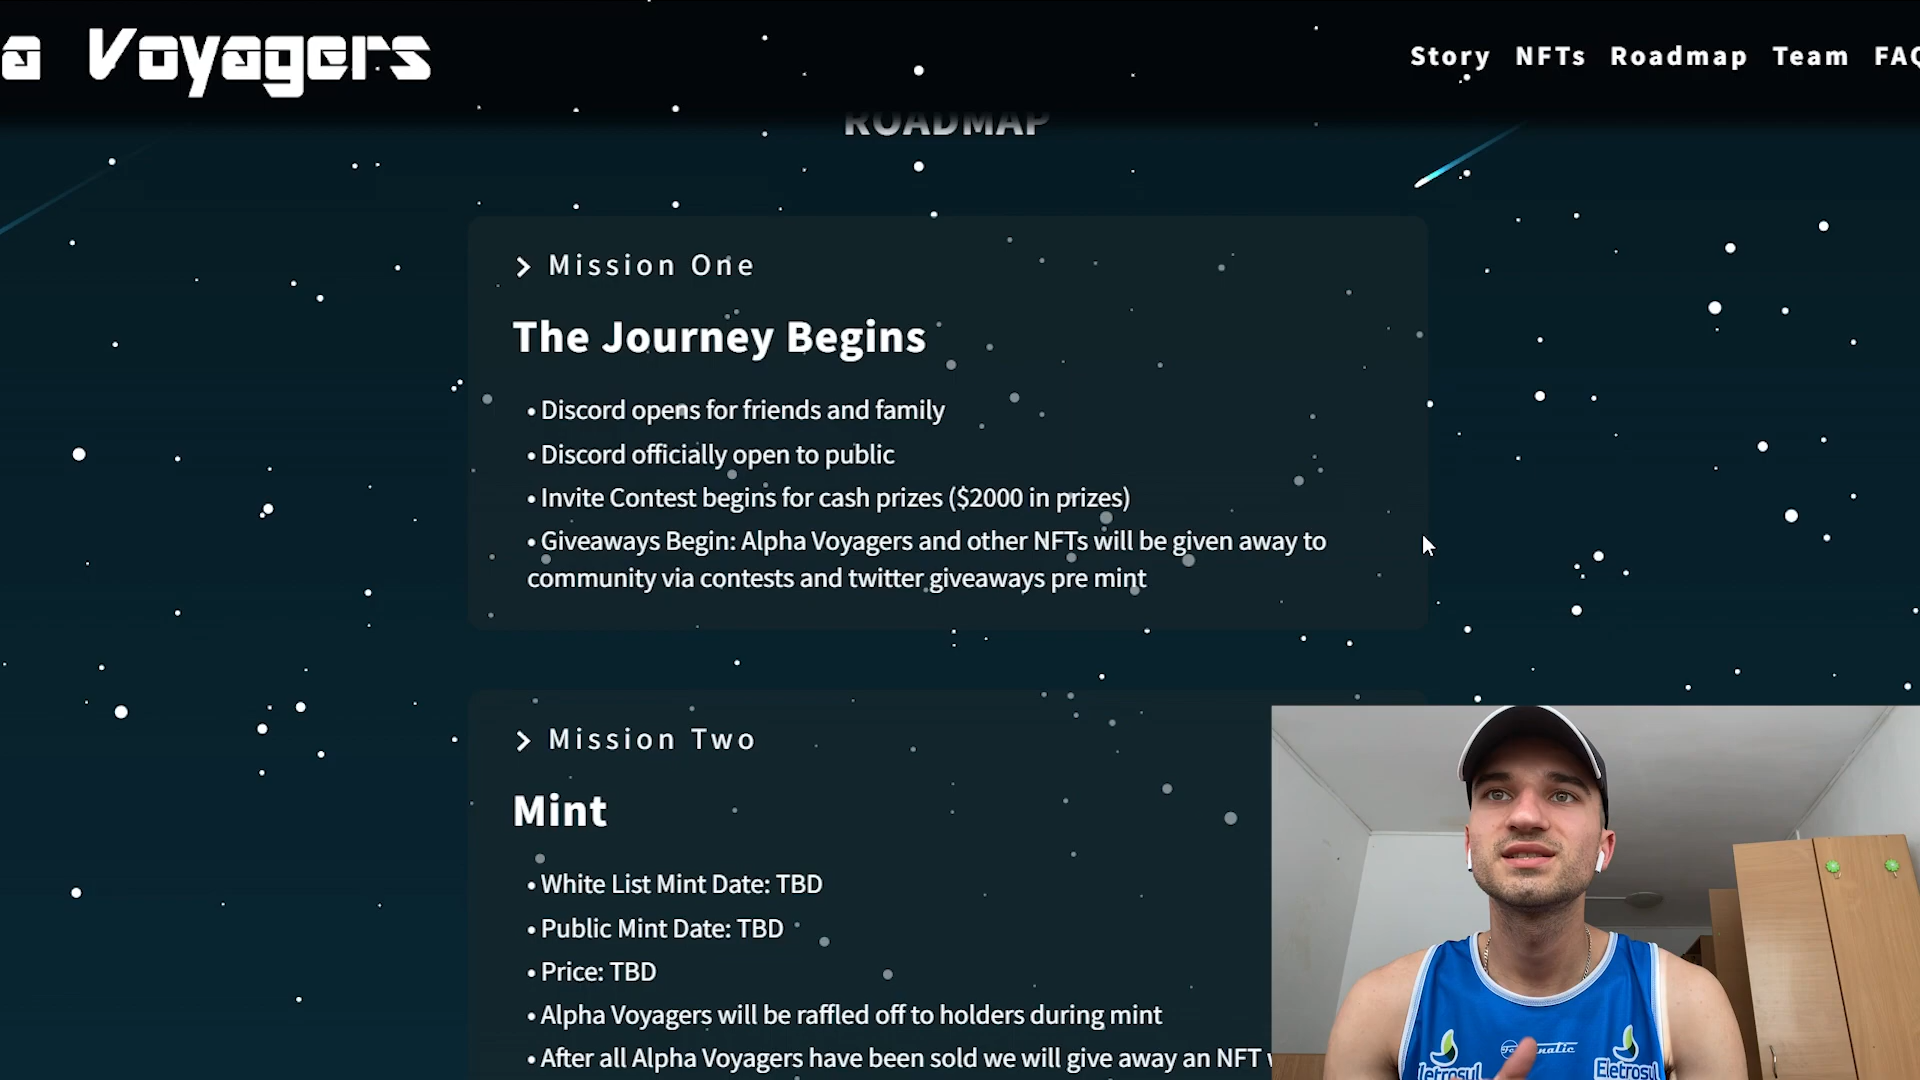 a Voyagers
Story NFTs Roadmap Team FAQ
ROADMAP
Mission One
The Journey Begins
• Discord opens for friends and family
• Discord officially open to public
• Invite Contest begins for cash prizes ($2000 in prizes)
• Giveaways Begin: Alpha Voyagers and other NFTs will be given away to
community via contests and twitter giveaways pre mint
Mission Two
Mint
• White List Mint Date: TBD
• Public Mint Date: TBD
• Price: TBD
• Alpha Voyagers will be raffled off to holders during mint
• After all Alpha Voyagers have been sold we will give away an NFT
Eletrosul